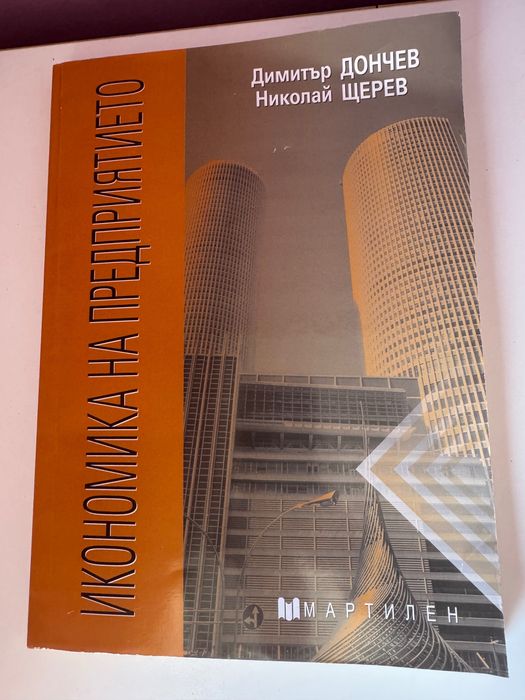 Димитър ДОНЧЕВ
Николай ЩЕРЕВ
ИКОНОМИКА НА ПРЕДПРИЯТИЕТО
МАРТИЛЕН